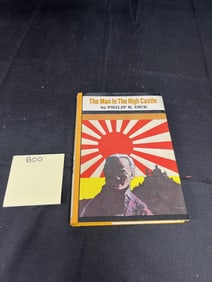 The Man In The High Castle
by PHILIP K. DICK
800